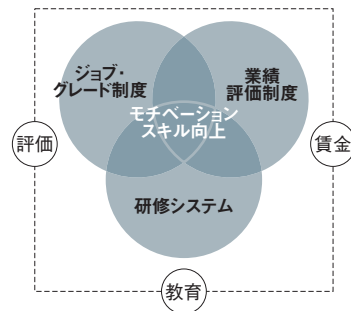 ジョブ・
グレード制度
業績
評価制度
モチベーション
スキル向上
評価
賃金
研修システム
教育